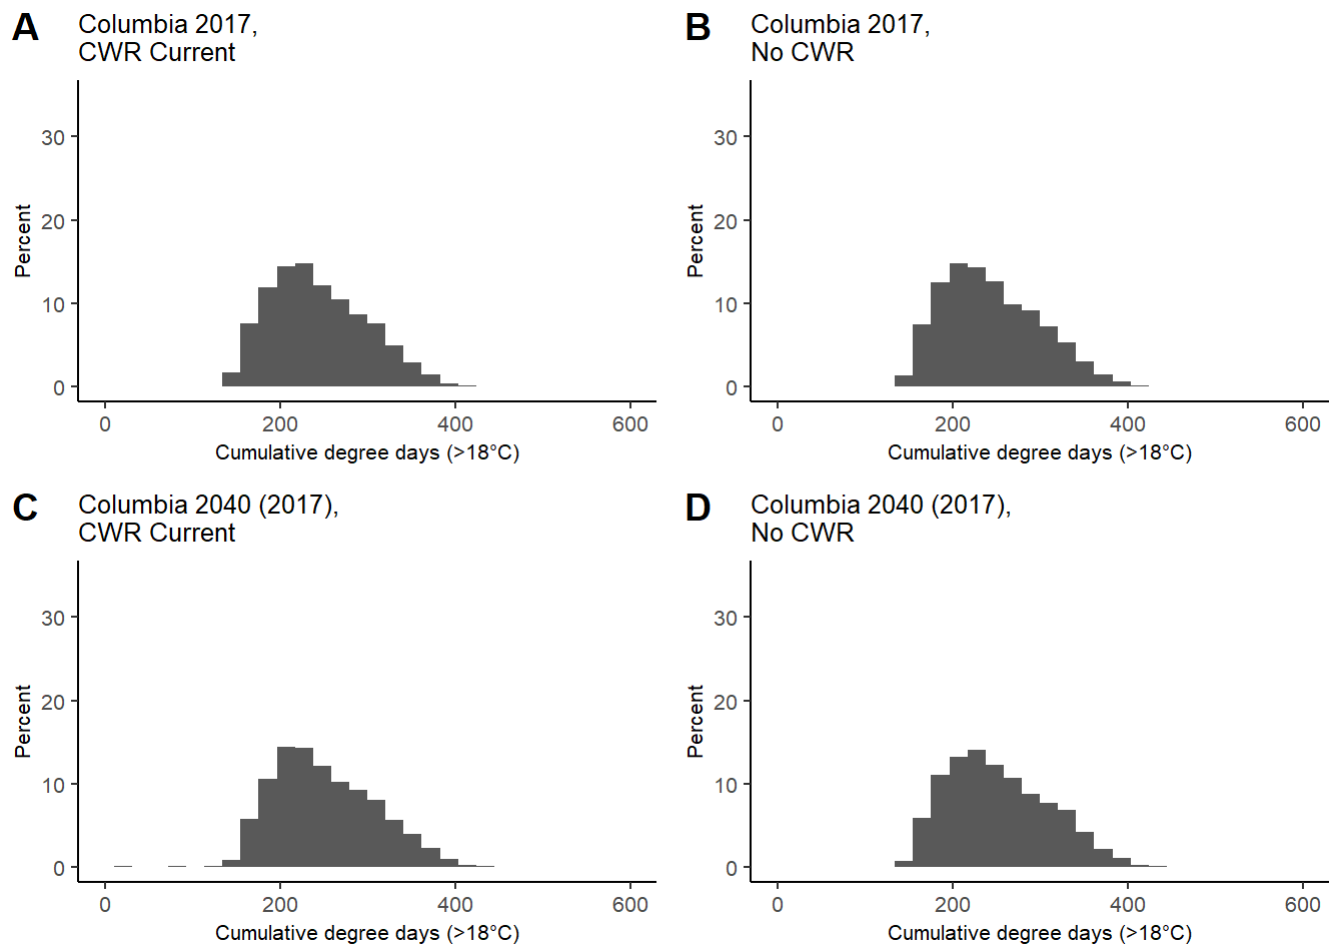 A
Columbia 2017,
CWR Current
30
20
10
0
Percent
0 200 400 600
Cumulative degree days (>18°C)
B
Columbia 2017,
No CWR
30
20
10
0
Percent
0 200 400 600
Cumulative degree days (>18°C)
C
Columbia 2040 (2017),
CWR Current
30
20
10
0
Percent
0 200 400 600
Cumulative degree days (>18°C)
D
Columbia 2040 (2017),
No CWR
30
20
10
0
Percent
0 200 400 600
Cumulative degree days (>18°C)